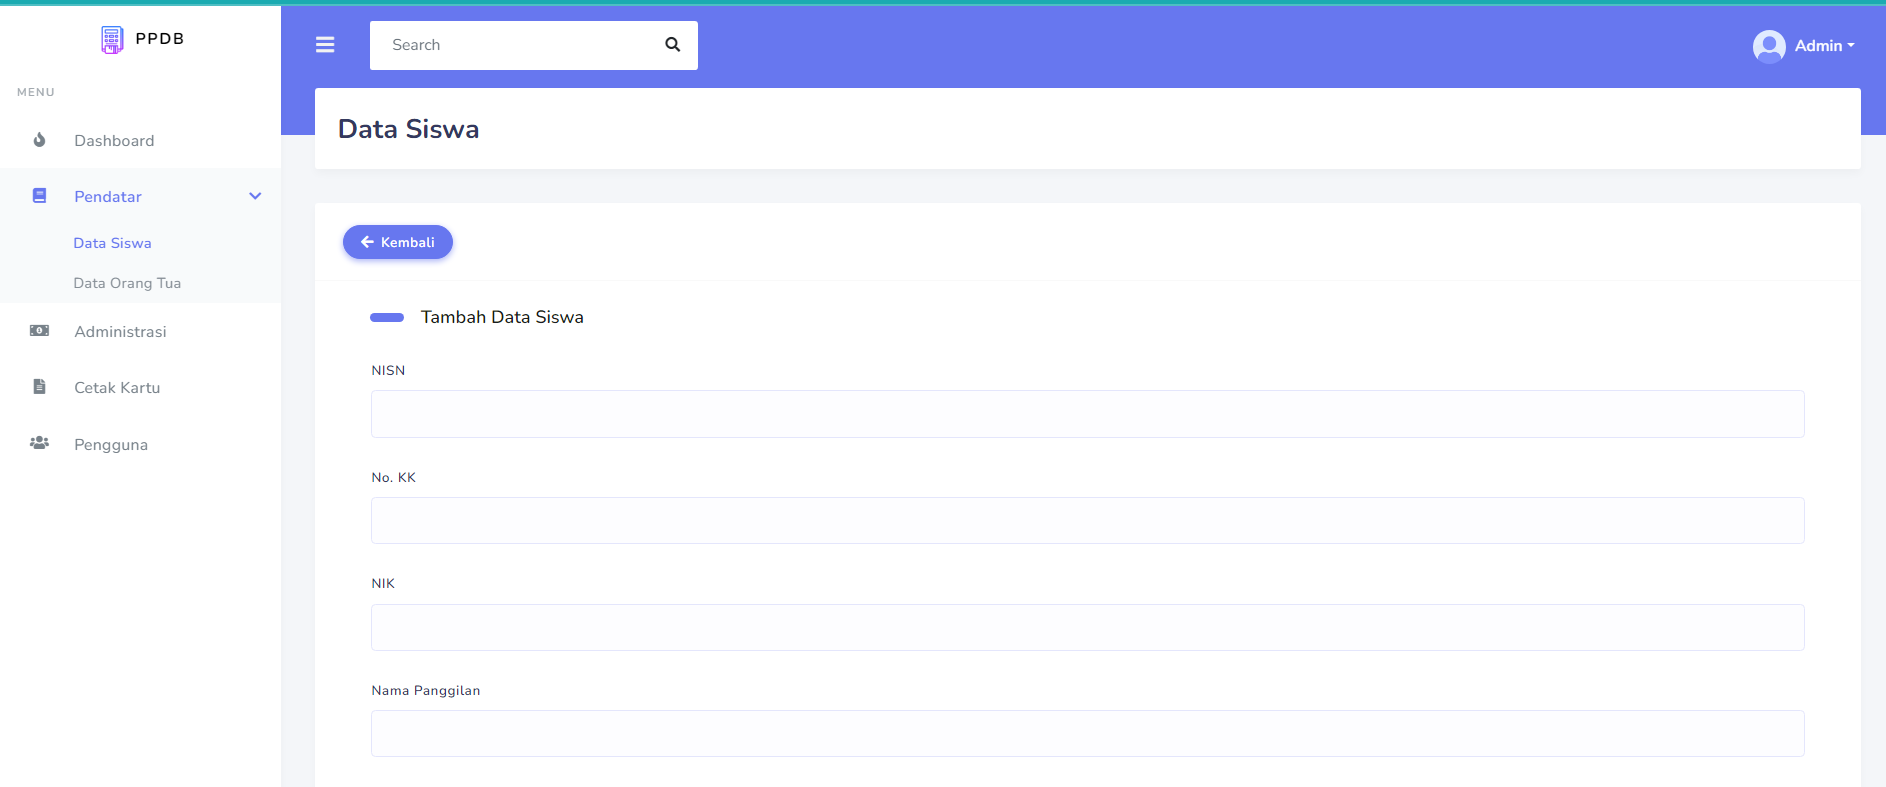 PPDB
MENU
Dashboard
Pendatar
Data Siswa
Data Orang Tua
Administrasi
Cetak Kartu
Pengguna
Search
Admin
Data Siswa
Kembali
Tambah Data Siswa
NISN
No. KK
NIK
Nama Panggilan